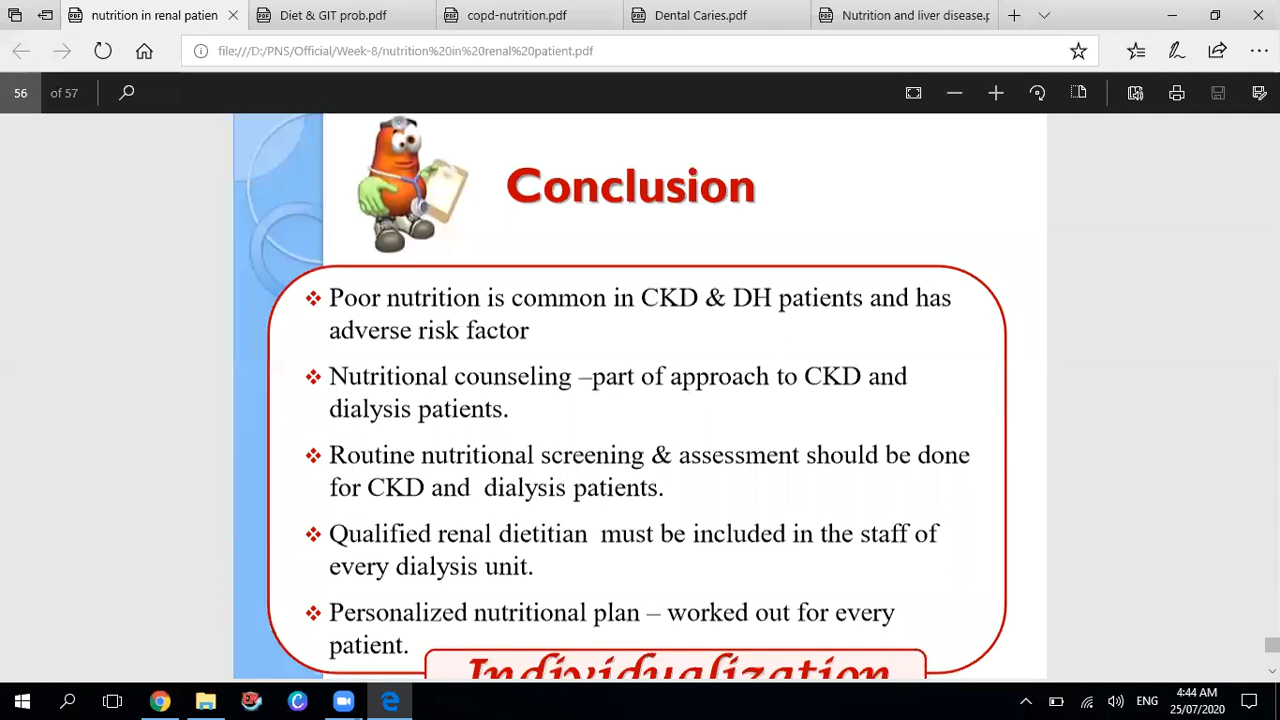 nutrition in renal patien
Diet & GIT prob.pdf
copd-nutrition.pdf
Dental Caries.pdf
Nutrition and liver disease.p
file:///D:/PNS/Official/Week-8/nutrition%20in%20renal%20patient.pdf
56 of 57
Conclusion
Poor nutrition is common in CKD & DH patients and has
adverse risk factor
Nutritional counseling –part of approach to CKD and
dialysis patients.
Routine nutritional screening & assessment should be done
for CKD and dialysis patients.
Qualified renal dietitian must be included in the staff of
every dialysis unit.
Personalized nutritional plan – worked out for every
patient.
Individualization
ENG
4:44 AM
25/07/2020